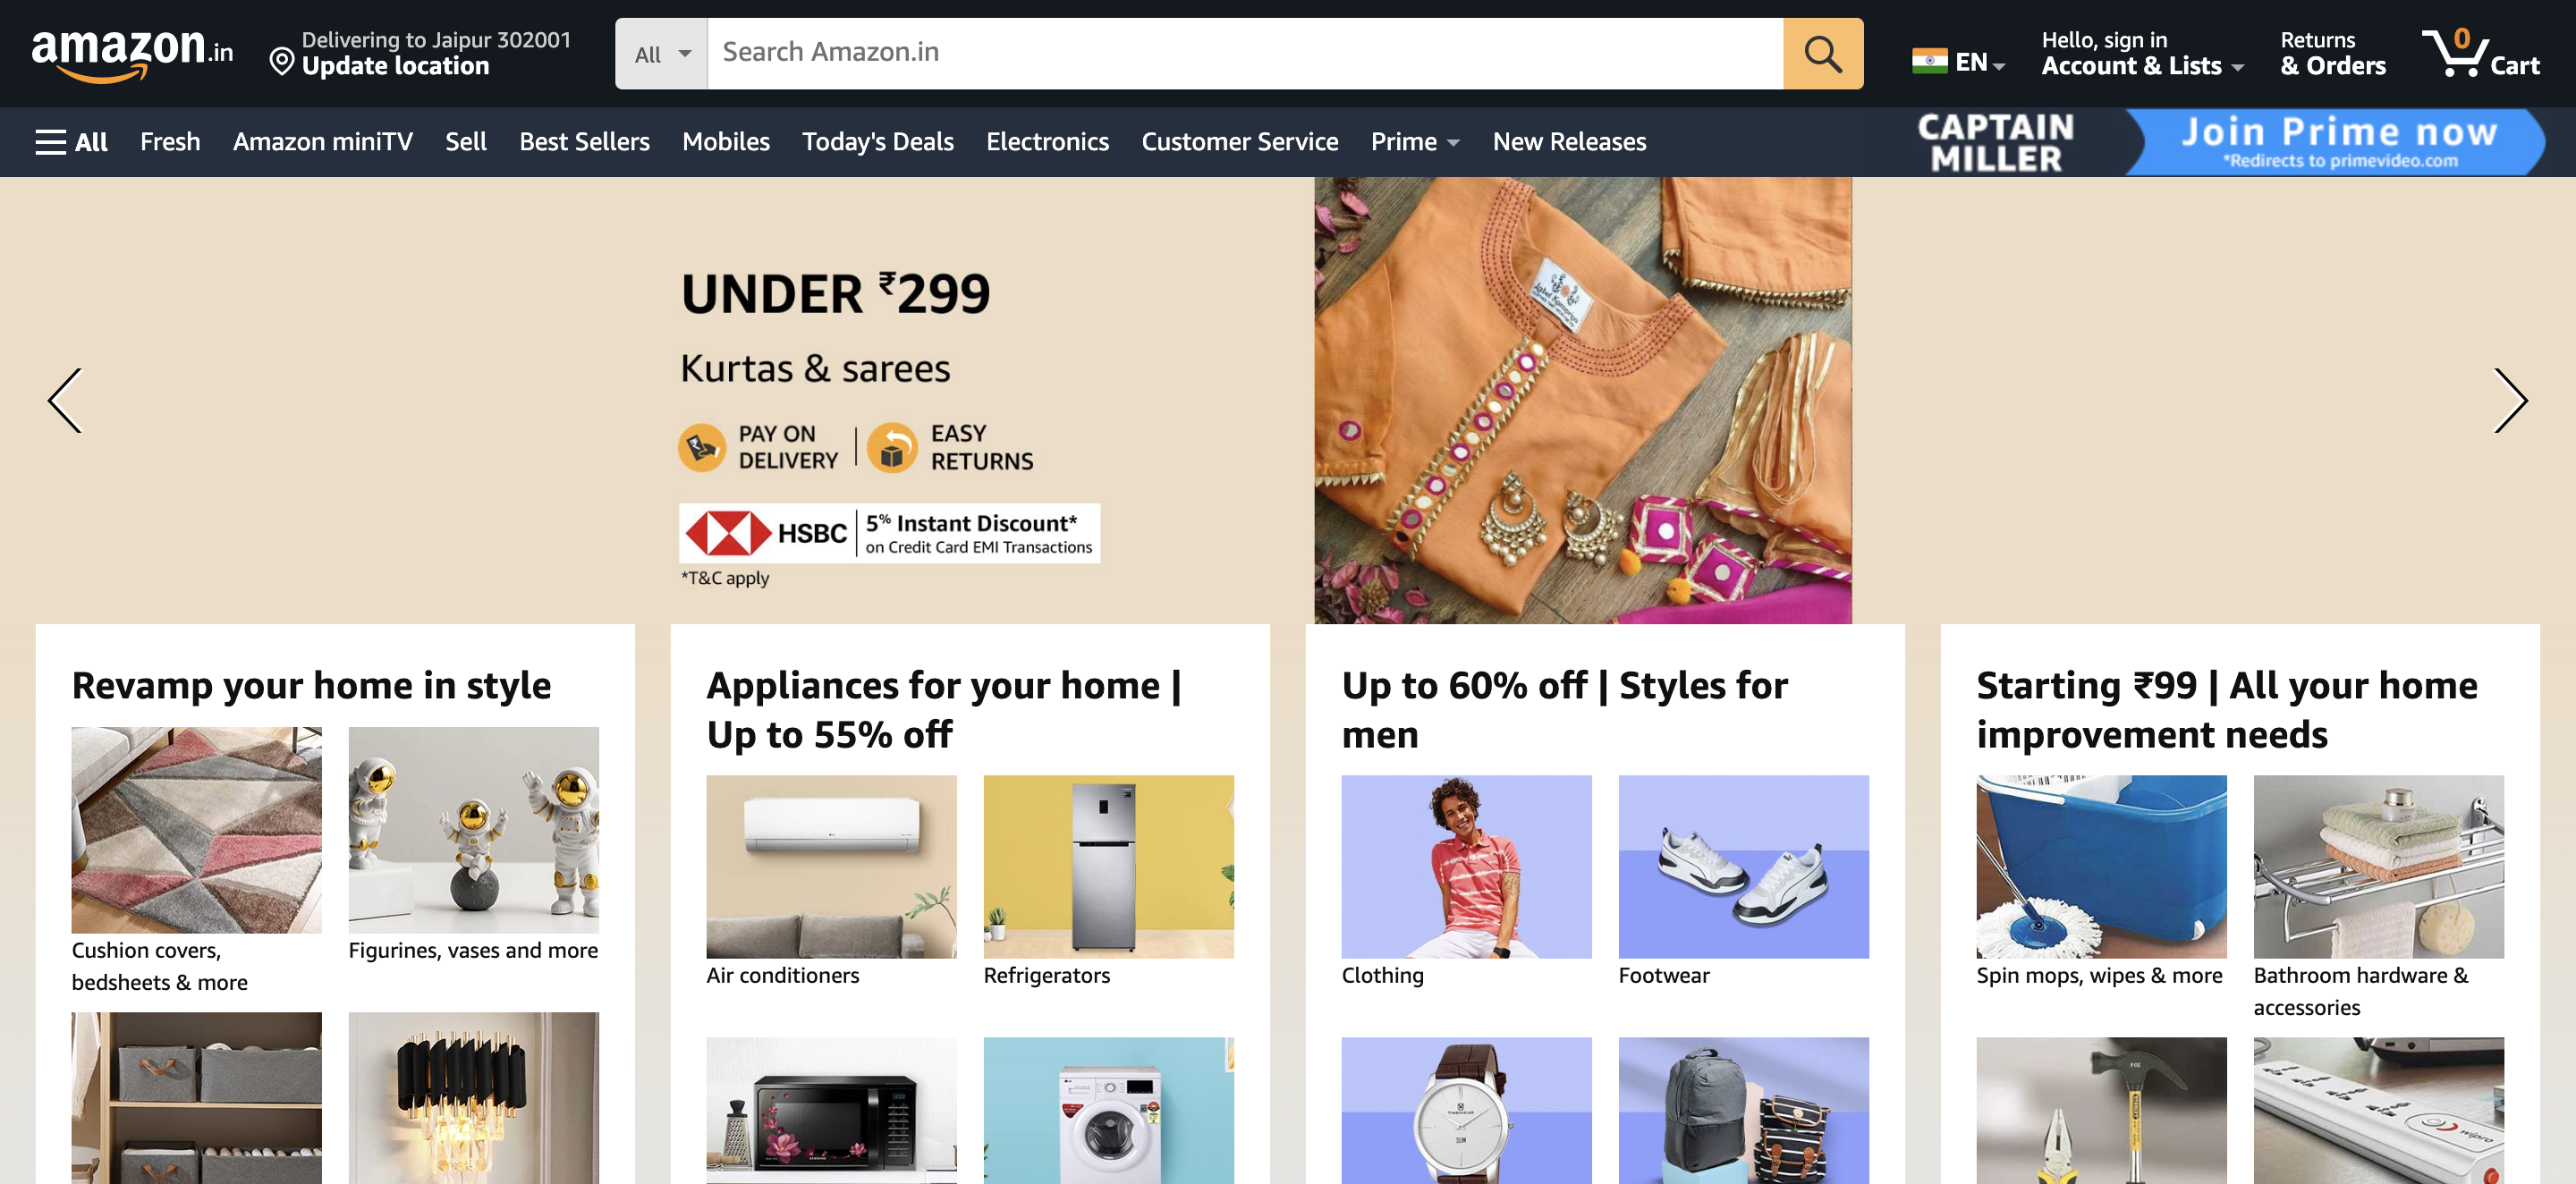 amazon.in
Delivering to Jaipur 302001
Update location
All
Search Amazon.in
EN
Hello, sign in
Account & Lists
Returns
& Orders
0
Cart
All
Fresh
Amazon miniTV
Sell
Best Sellers
Mobiles
Today's Deals
Electronics
Customer Service
Prime
New Releases
CAPTAIN
MILLER
Join Prime now
*Redirects to primevideo.com
UNDER ₹299
Kurtas & sarees
PAY ON
DELIVERY
EASY
RETURNS
HSBC
5% Instant Discount*
on Credit Card EMI Transactions
*T&C apply
Revamp your home in style
Cushion covers,
bedsheets & more
Figurines, vases and more
Appliances for your home |
Up to 55% off
Air conditioners
Refrigerators
Up to 60% off | Styles for
men
Clothing
Footwear
Starting ₹99 | All your home
improvement needs
Spin mops, wipes & more
Bathroom hardware &
accessories
wipro